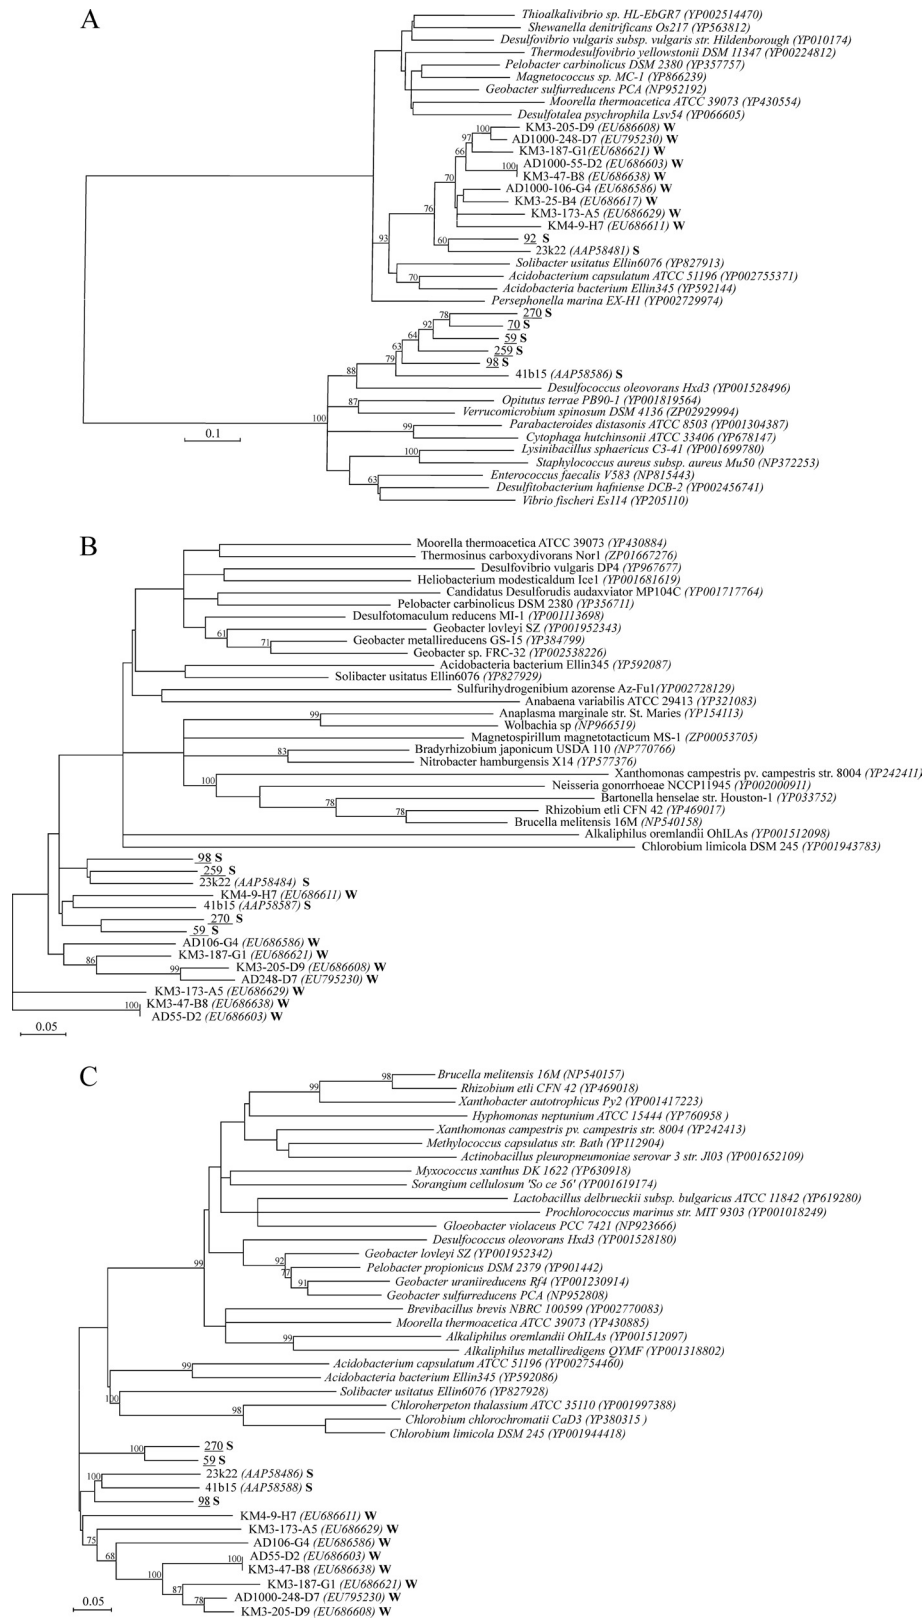 A
Thioalkalivibrio sp. HL-EbGR7 (YP002514470)
Shewanella denitrificans Os217 (YP563812)
Desulfovibrio vulgaris subsp. vulgaris str. Hildenborough (YP010174)
Thermodesulfovibrio yellowstonii DSM 11347 (YP00224812)
Pelobacter carbinolicus DSM 2380 (YP357757)
Magnetococcus sp. MC-1 (YP866239)
Geobacter sulfurreducens PCA (NP952192)
Moorella thermoacetica ATCC 39073 (YP430554)
Desulfotalea psychrophila Lsv54 (YP066605)
100 KM3-205-D9 (EU686608) W
97 AD1000-248-D7 (EU795230) W
66 KM3-187-G1(EU686621) W
AD1000-55-D2 (EU686603) W
100 KM3-47-B8 (EU686638) W
70 AD1000-106-G4 (EU686586) W
KM3-25-B4 (EU686617) W
76 KM3-173-A5 (EU686629) W
KM4-9-H7 (EU686611) W
93 60 92 S
23k22 (AAP58481) S
Solibacter usitatus Ellin6076 (YP827913)
70 Acidobacterium capsulatum ATCC 51196 (YP002755371)
Acidobacteria bacterium Ellin345 (YP592144)
Persephonella marina EX-H1 (YP002729974)
78 270 S
92 70 S
64 59 S
63 259 S
79 98 S
88 41b15 (AAP58586) S
Desulfococcus oleovorans Hxd3 (YP001528496)
87 Opitutus terrae PB90-1 (YP001819564)
Verrucomicrobium spinosum DSM 4136 (ZP02929994)
100 99 Parabacteroides distasonis ATCC 8503 (YP001304387)
0.1 Cytophaga hutchinsonii ATCC 33406 (YP678147)
100 Lysinibacillus sphaericus C3-41 (YP001699780)
Staphylococcus aureus subsp. aureus Mu50 (NP372253)
63 Enterococcus faecalis V583 (NP815443)
Desulfitobacterium hafniense DCB-2 (YP002456741)
Vibrio fischeri Es114 (YP205110)
B
Moorella thermoacetica ATCC 39073 (YP430884)
Thermosinus carboxydivorans Nor1 (ZP01667276)
Desulfovibrio vulgaris DP4 (YP967677)
Heliobacterium modesticaldum Ice1 (YP001681619)
Candidatus Desulforudis audaxviator MP104C (YP001717764)
Pelobacter carbinolicus DSM 2380 (YP356711)
Desulfotomaculum reducens MI-1 (YP001113698)
61 Geobacter lovleyi SZ (YP001952343)
71 Geobacter metallireducens GS-15 (YP384799)
Geobacter sp. FRC-32 (YP002538226)
Acidobacteria bacterium Ellin345 (YP592087)
Solibacter usitatus Ellin6076 (YP827929)
Sulfurihydrogenibium azorense Az-Fu1(YP002728129)
Anabaena variabilis ATCC 29413 (YP321083)
99 Anaplasma marginale str. St. Maries (YP154113)
Wolbachia sp (NP966519)
Magnetospirillum magnetotacticum MS-1 (ZP00053705)
83 Bradyrhizobium japonicum USDA 110 (NP770766)
Nitrobacter hamburgensis X14 (YP577376)
100 Xanthomonas campestris pv. campestris str. 8004 (YP242411)
Neisseria gonorrhoeae NCCP11945 (YP002000911)
78 Bartonella henselae str. Houston-1 (YP033752)
78 Rhizobium etli CFN 42 (YP469017)
Brucella melitensis 16M (NP540158)
Alkaliphilus oremlandii OhILAs (YP001512098)
Chlorobium limicola DSM 245 (YP001943783)
98 S
259 S
23k22 (AAP58484) S
KM4-9-H7 (EU686611) W
41b15 (AAP58587) S
270 S
59 S
AD106-G4 (EU686586) W
86 KM3-187-G1 (EU686621) W
99 KM3-205-D9 (EU686608) W
AD248-D7 (EU795230) W
KM3-173-A5 (EU686629) W
100 KM3-47-B8 (EU686638) W
AD55-D2 (EU686603) W
0.05
C
98 Brucella melitensis 16M (NP540157)
99 Rhizobium etli CFN 42 (YP469018)
Xanthobacter autotrophicus Py2 (YP001417223)
Hyphomonas neptunium ATCC 15444 (YP760958 )
Xanthomonas campestris pv. campestris str. 8004 (YP242413)
Methylococcus capsulatus str. Bath (YP112904)
Actinobacillus pleuropneumoniae serovar 3 str. Jl03 (YP001652109)
Myxococcus xanthus DK 1622 (YP630918)
Sorangium cellulosum 'So ce 56' (YP001619174)
Lactobacillus delbrueckii subsp. bulgaricus ATCC 11842 (YP619280)
Prochlorococcus marinus str. MIT 9303 (YP001018249)
Gloeobacter violaceus PCC 7421 (NP923666)
Desulfococcus oleovorans Hxd3 (YP001528180)
92 Geobacter lovleyi SZ (YP001952342)
99 77 Pelobacter propionicus DSM 2379 (YP901442)
91 Geobacter uraniireducens Rf4 (YP001230914)
Geobacter sulfurreducens PCA (NP952808)
Brevibacillus brevis NBRC 100599 (YP002770083)
Moorella thermoacetica ATCC 39073 (YP430885)
99 Alkaliphilus oremlandii OhILAs (YP001512097)
Alkaliphilus metalliredigens QYMF (YP001318802)
99 Acidobacterium capsulatum ATCC 51196 (YP002754460)
Acidobacteria bacterium Ellin345 (YP592086)
100 Solibacter usitatus Ellin6076 (YP827928)
98 Chloroherpeton thalassium ATCC 35110 (YP001997388)
Chlorobium chlorochromatii CaD3 (YP380315 )
Chlorobium limicola DSM 245 (YP001944418)
100 270 S
59 S
100 23k22 (AAP58486) S
41b15 (AAP58588) S
98 S
KM4-9-H7 (EU686611) W
75 KM3-173-A5 (EU686629) W
68 AD106-G4 (EU686586) W
100 AD55-D2 (EU686603) W
100 KM3-47-B8 (EU686638) W
87 KM3-187-G1 (EU686621) W
78 AD1000-248-D7 (EU795230) W
KM3-205-D9 (EU686608) W
0.05